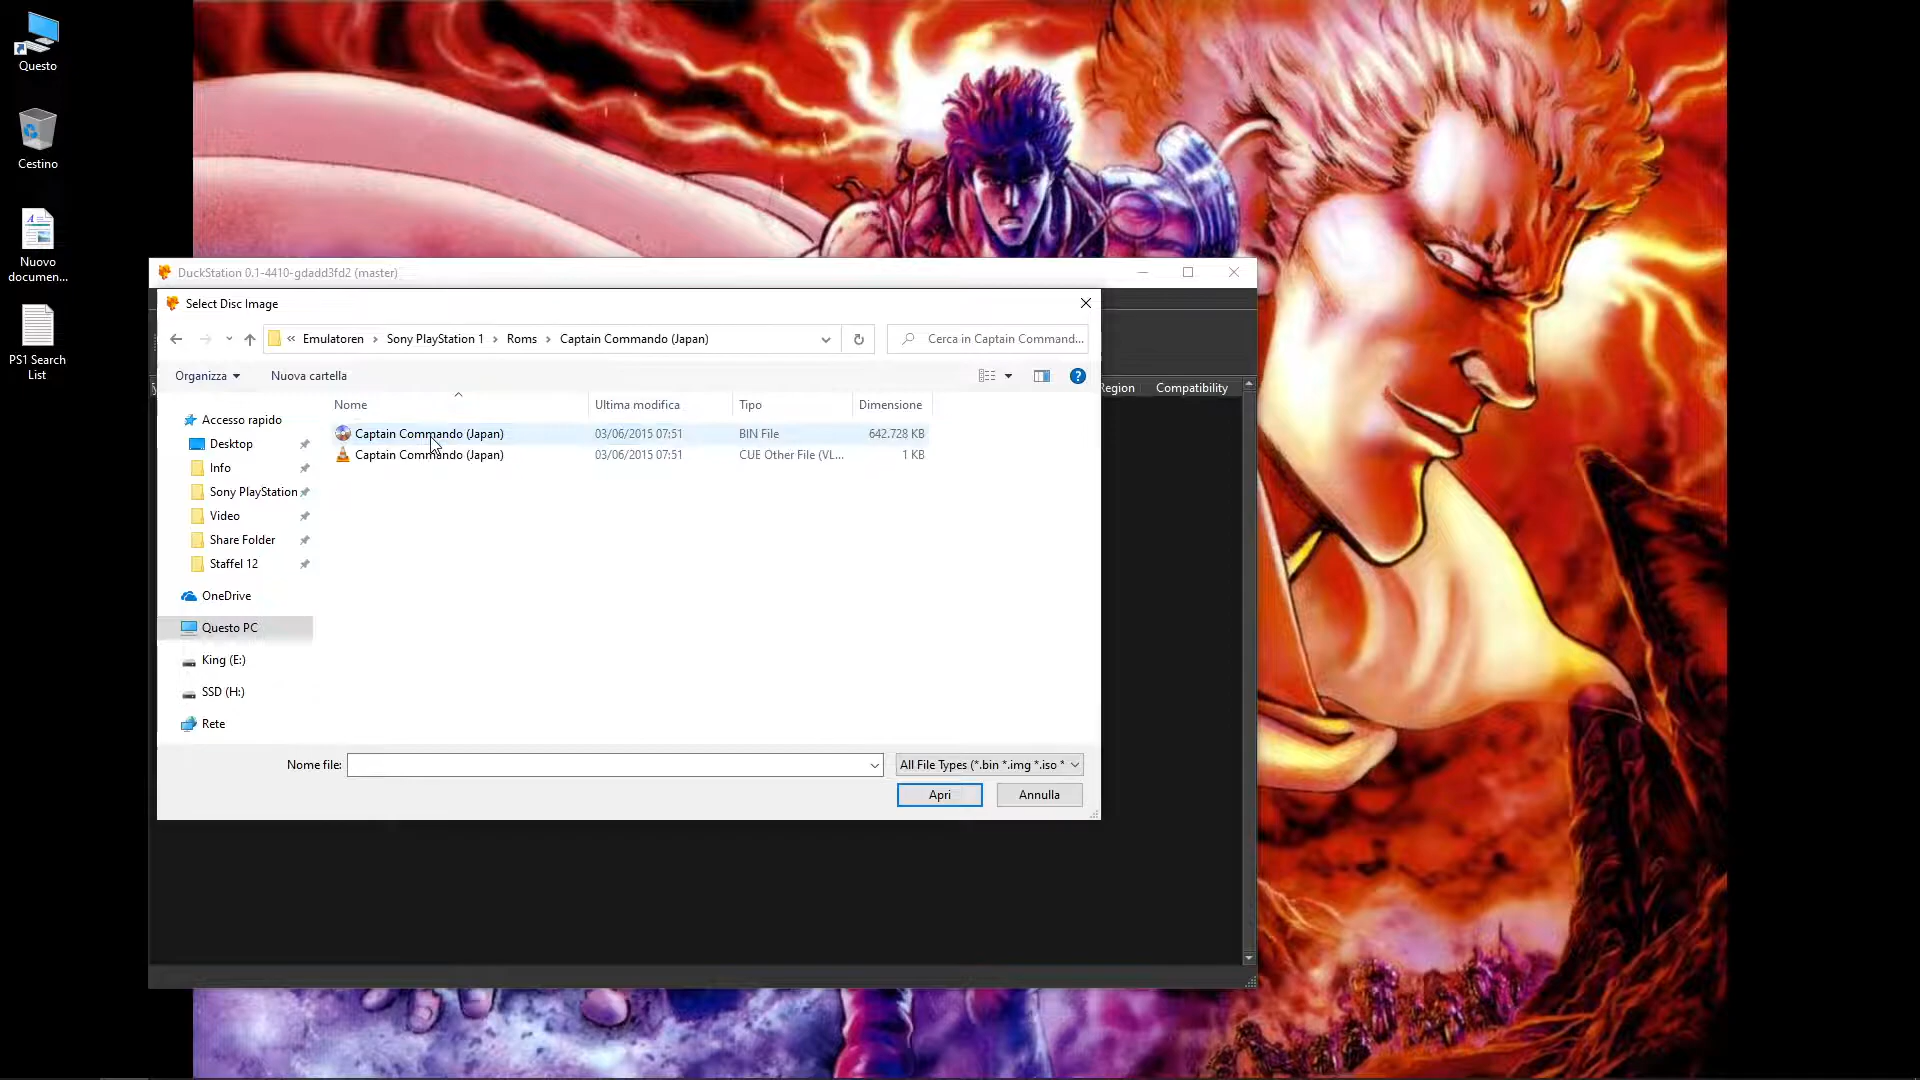 Questo
Cestino
Nuovo
documen...
PS1 Search
List
DuckStation 0.1-4410-gdadd3fd2 (master)
Select Disc Image
« Emulatoren › Sony PlayStation 1 › Roms › Captain Commando (Japan)
Cerca in Captain Command...
Organizza
Nuova cartella
?
Region Compatibility
Nome Ultima modifica Tipo Dimensione
Captain Commando (Japan) 03/06/2015 07:51 BIN File 642.728 KB
Captain Commando (Japan) 03/06/2015 07:51 CUE Other File (VL... 1 KB
Accesso rapido
Desktop
Info
Sony PlayStation
Video
Share Folder
Staffel 12
OneDrive
Questo PC
King (E:)
SSD (H:)
Rete
Nome file:
All File Types (*.bin *.img *.iso *
Apri
Annulla